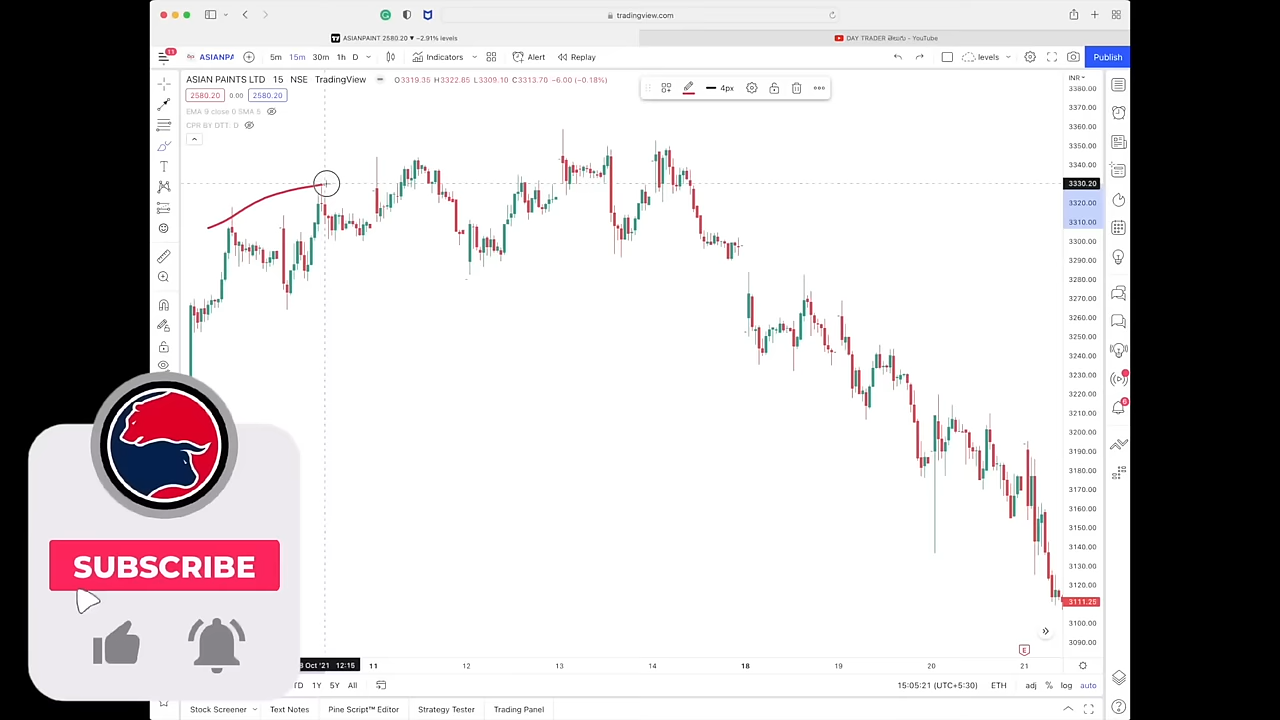 tradingview.com
ASIANPAINT 2580.20 ▼ −2.91% levels
DAY TRADER తెలుగు - YouTube
11
ASIANPA
5m 15m 30m 1h D
Indicators
Alert
Replay
levels
Publish
ASIAN PAINTS LTD 15 NSE TradingView
O3319.35 H3322.65 L3309.10 C3313.70 −6.00 (−0.18%)
4px
INR
2580.20 0.00 2580.20
EMA 9 close 0 SMA 5
CPR BY DTT. D
3380.00
3370.00
3360.00
3350.00
3340.00
3330.20
3320.00
3310.00
3300.00
3290.00
3280.00
3270.00
3260.00
3250.00
3240.00
3230.00
3220.00
3210.00
3200.00
3190.00
3180.00
3170.00
3160.00
3150.00
3140.00
3130.00
3120.00
3111.25
3100.00
3090.00
6
SUBSCRIBE
E
Oct '21 12:15 11 12 13 14 18 19 20 21
1Y 5Y All
15:05:21 (UTC+5:30) ETH adj % log auto
Stock Screener Text Notes Pine Script™ Editor Strategy Tester Trading Panel